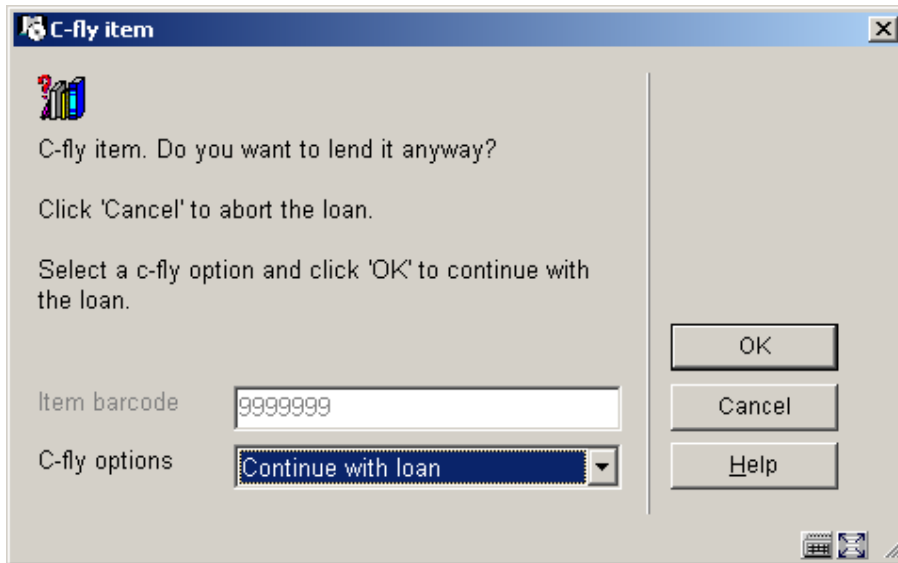 C-fly item
C-fly item. Do you want to lend it anyway?
Click 'Cancel' to abort the loan.
Select a c-fly option and click 'OK' to continue with
the loan.
OK
Item barcode 9999999
Cancel
C-fly options Continue with loan
Help